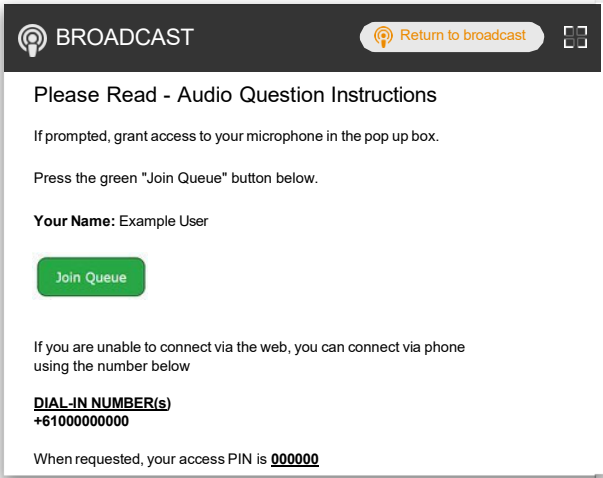 BROADCAST
Return to broadcast
Please Read - Audio Question Instructions
If prompted, grant access to your microphone in the pop up box.
Press the green "Join Queue" button below.
Your Name: Example User
Join Queue
If you are unable to connect via the web, you can connect via phone
using the number below
DIAL-IN NUMBER(s)
+61000000000
When requested, your access PIN is 000000